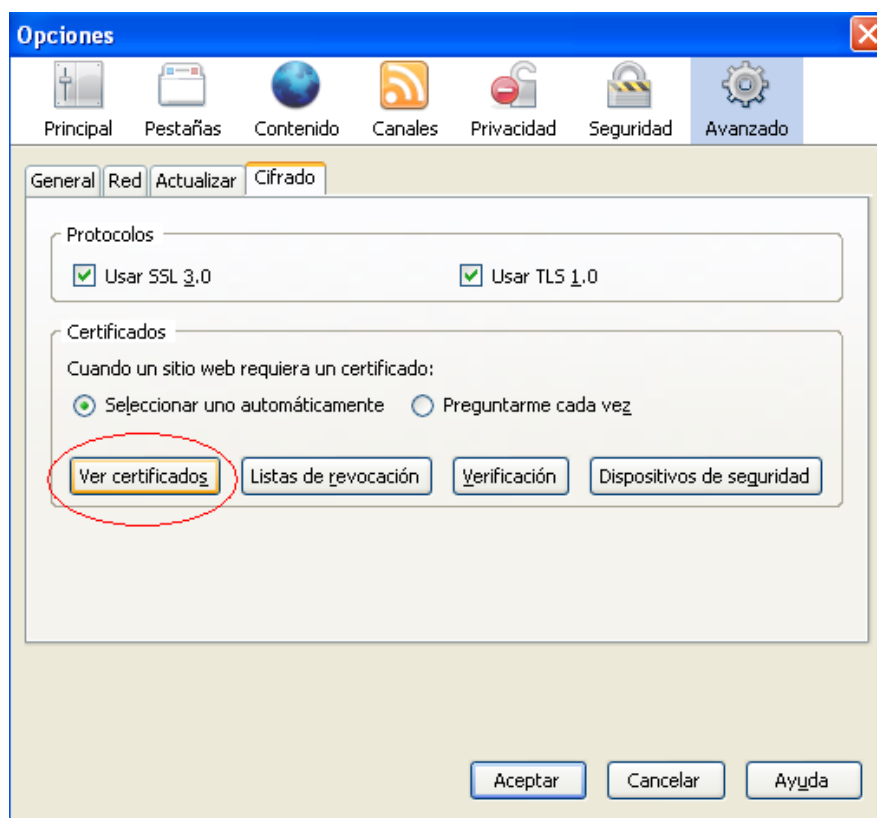 Opciones
Principal Pestañas Contenido Canales Privacidad Seguridad Avanzado
General Red Actualizar Cifrado
Protocolos
Usar SSL 3.0 Usar TLS 1.0
Certificados
Cuando un sitio web requiera un certificado:
Seleccionar uno automáticamente Preguntarme cada vez
Ver certificados Listas de revocación Verificación Dispositivos de seguridad
Aceptar Cancelar Ayuda